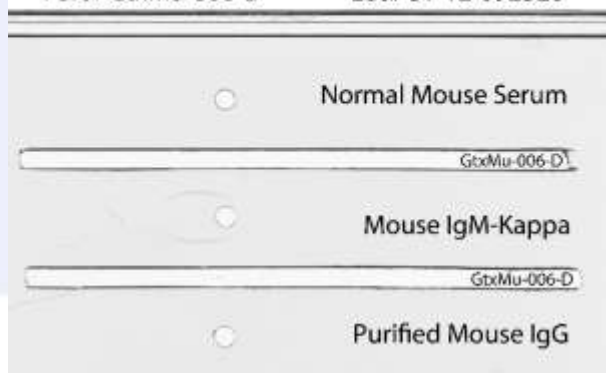 Normal Mouse Serum
GtxMu-006-D
Mouse IgM-Kappa
GtxMu-006-D
Purified Mouse IgG